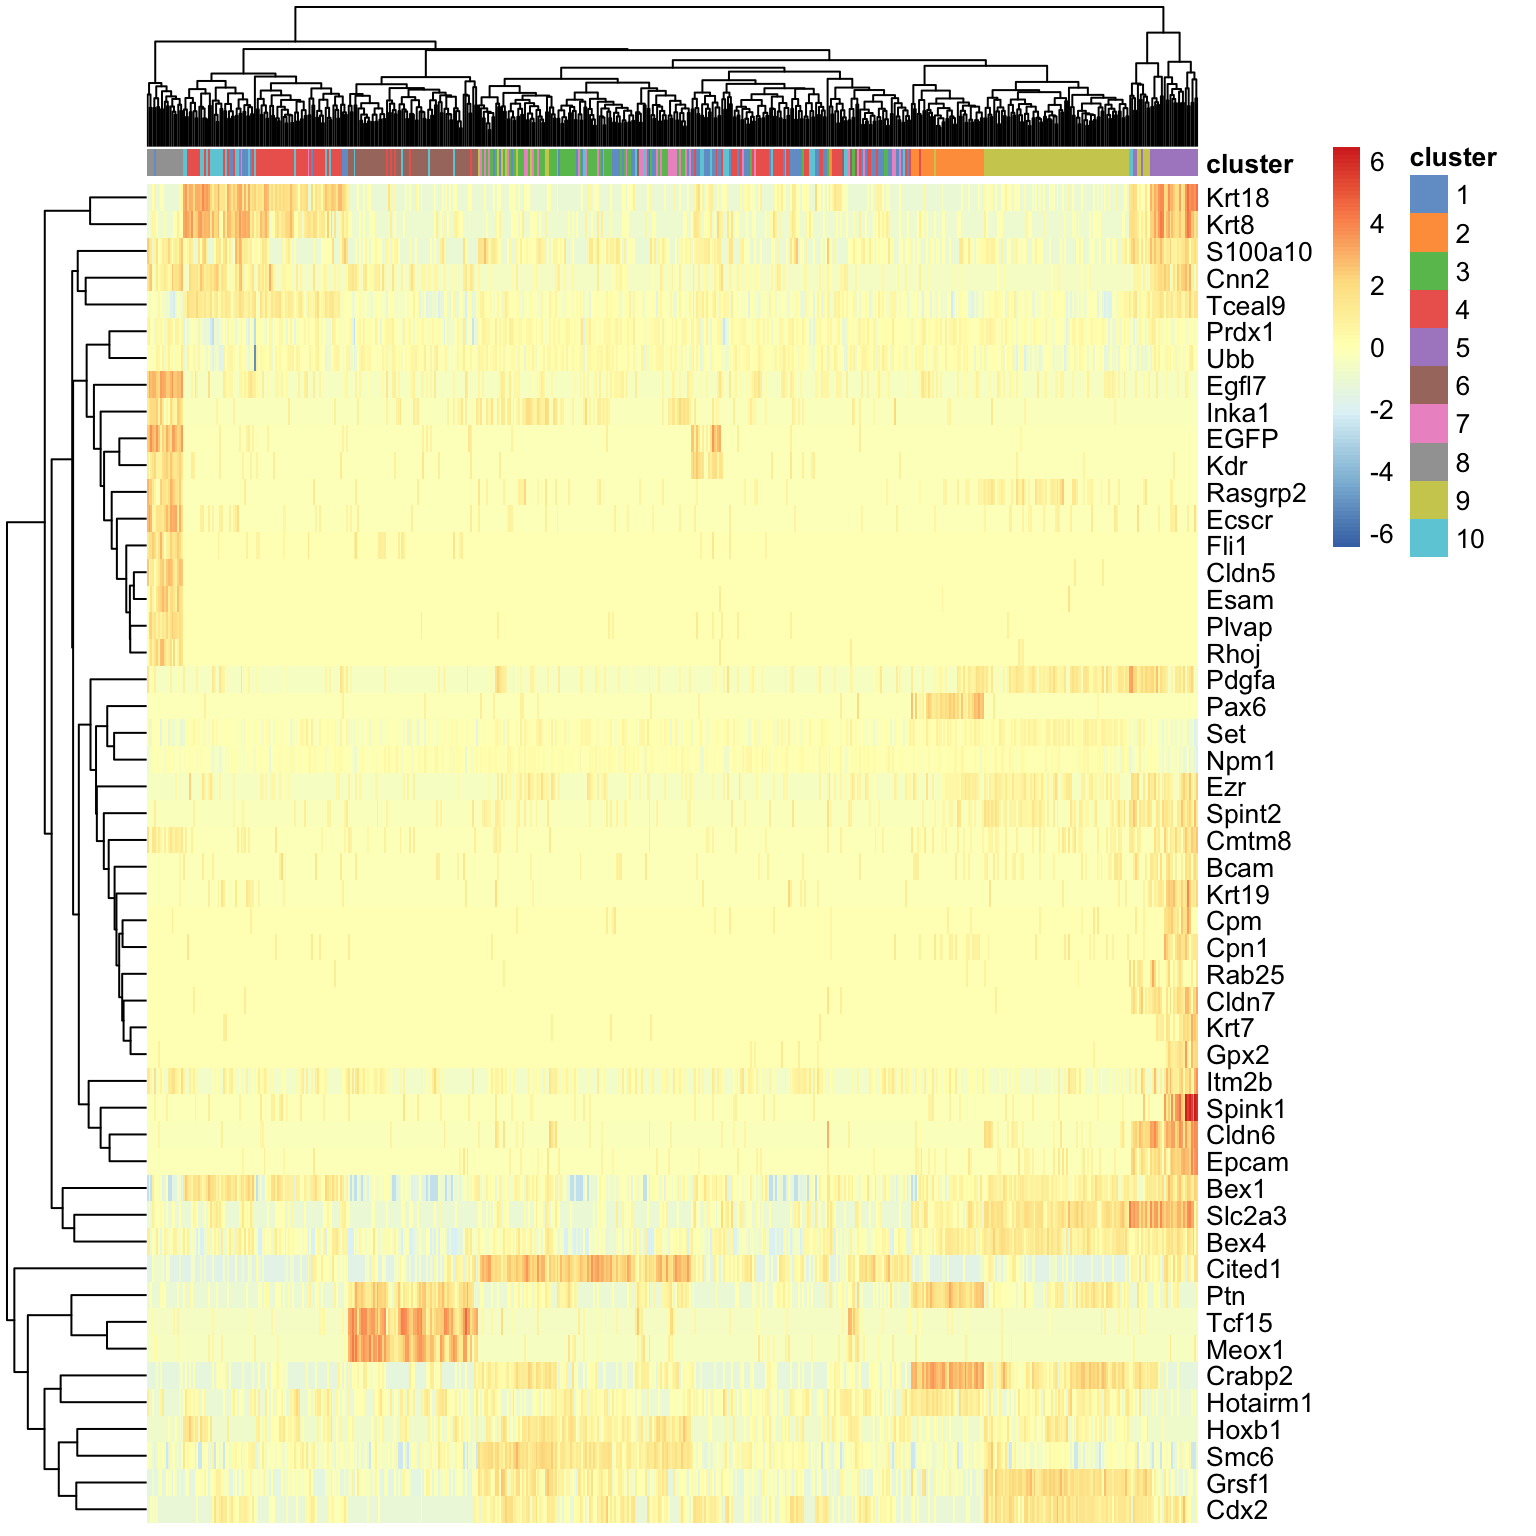 cluster
Krt18
Krt8
S100a10
Cnn2
Tceal9
Prdx1
Ubb
Egfl7
Inka1
EGFP
Kdr
Rasgrp2
Ecscr
Fli1
Cldn5
Esam
Plvap
Rhoj
Pdgfa
Pax6
Set
Npm1
Ezr
Spint2
Cmtm8
Bcam
Krt19
Cpm
Cpn1
Rab25
Cldn7
Krt7
Gpx2
Itm2b
Spink1
Cldn6
Epcam
Bex1
Slc2a3
Bex4
Cited1
Ptn
Tcf15
Meox1
Crabp2
Hotairm1
Hoxb1
Smc6
Grsf1
Cdx2
6
4
2
0
-2
-4
-6
cluster
1
2
3
4
5
6
7
8
9
10